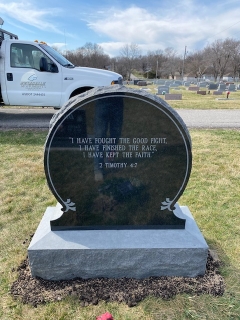 "I HAVE FOUGHT THE GOOD FIGHT,
I HAVE FINISHED THE RACE,
I HAVE KEPT THE FAITH."
2 TIMOTHY 4:7